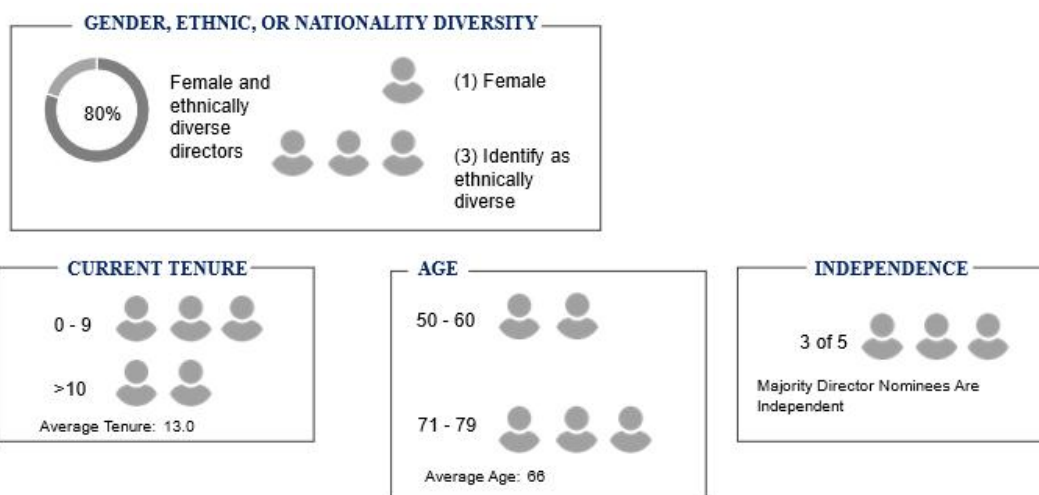 GENDER, ETHNIC, OR NATIONALITY DIVERSITY
80%
Female and
ethnically
diverse
directors
(1) Female
(3) Identify as
ethnically
diverse
CURRENT TENURE
0 - 9
>10
Average Tenure: 13.0
AGE
50 - 60
71 - 79
Average Age: 66
INDEPENDENCE
3 of 5
Majority Director Nominees Are
Independent